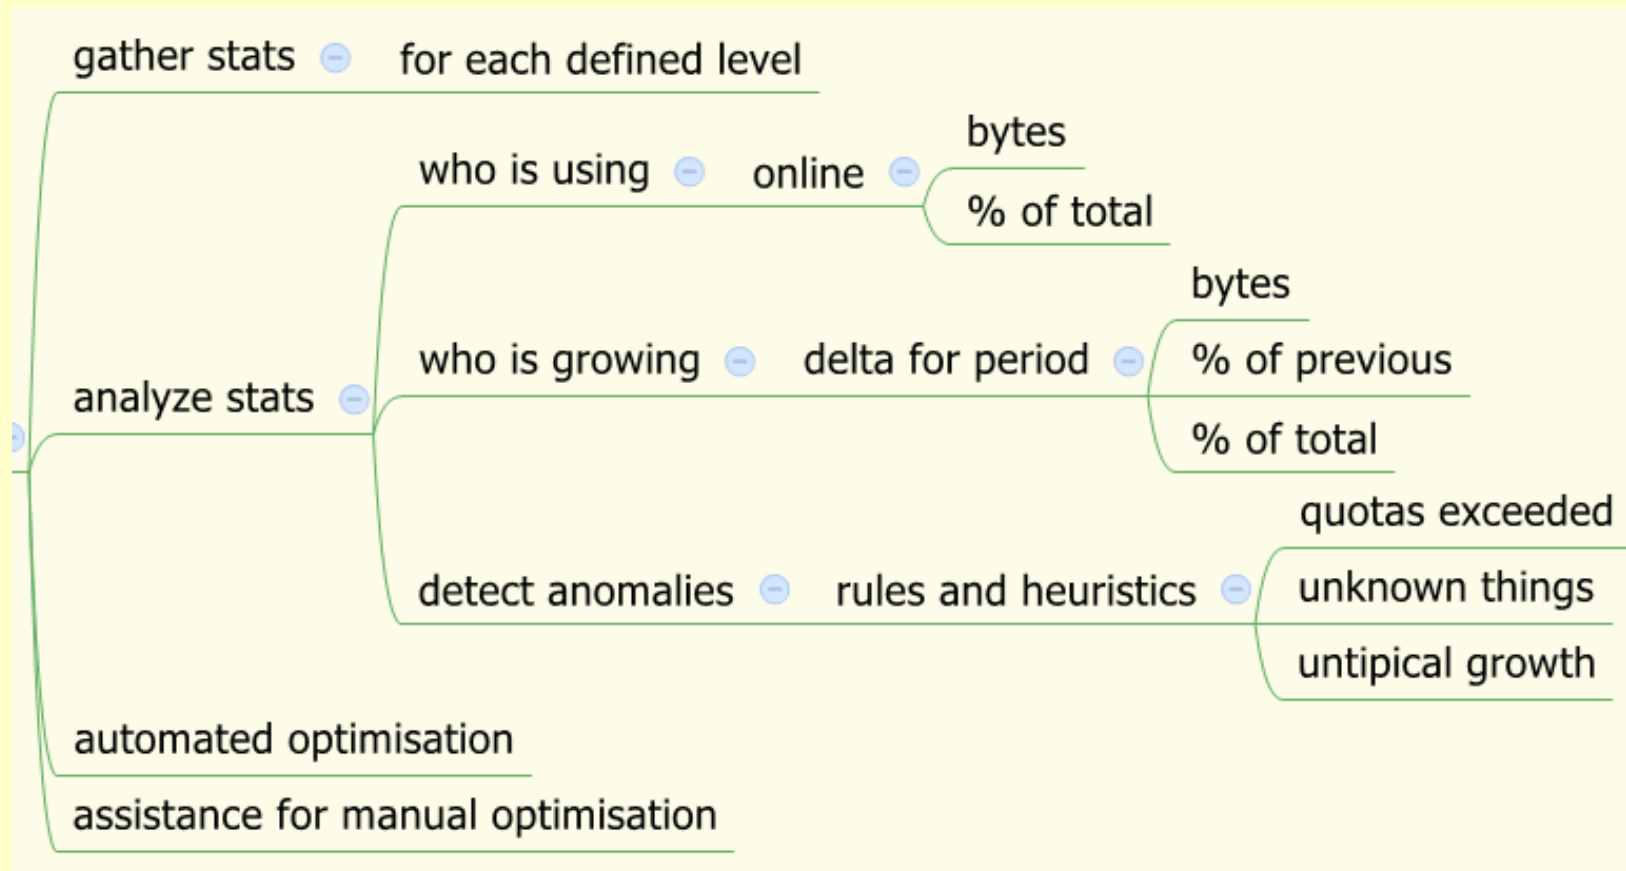 gather stats
for each defined level
who is using
online
bytes
% of total
analyze stats
who is growing
delta for period
bytes
% of previous
% of total
detect anomalies
rules and heuristics
quotas exceeded
unknown things
untipical growth
automated optimisation
assistance for manual optimisation